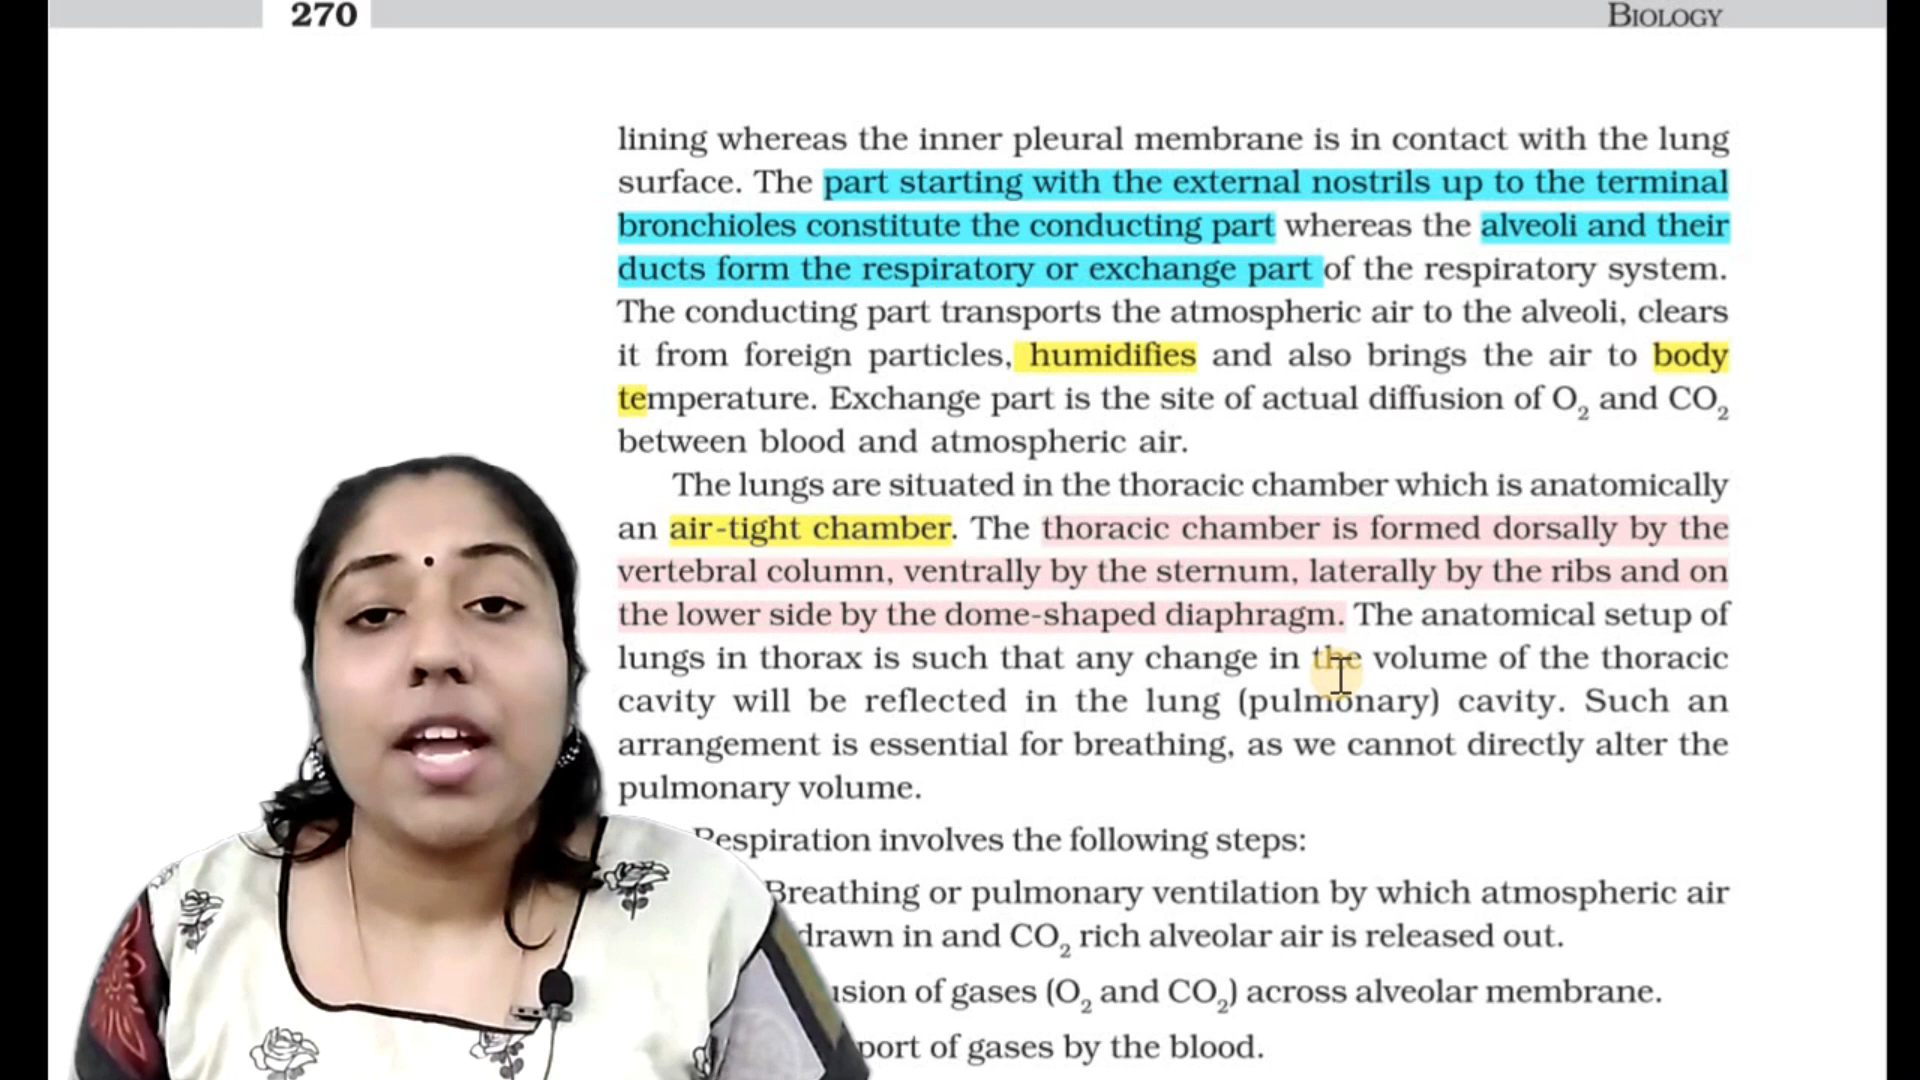 270
BIOLOGY
lining whereas the inner pleural membrane is in contact with the lung
surface. The part starting with the external nostrils up to the terminal
bronchioles constitute the conducting part whereas the alveoli and their
ducts form the respiratory or exchange part of the respiratory system.
The conducting part transports the atmospheric air to the alveoli, clears
it from foreign particles, humidifies and also brings the air to body
temperature. Exchange part is the site of actual diffusion of O₂ and CO₂
between blood and atmospheric air.
The lungs are situated in the thoracic chamber which is anatomically
an air-tight chamber. The thoracic chamber is formed dorsally by the
vertebral column, ventrally by the sternum, laterally by the ribs and on
the lower side by the dome-shaped diaphragm. The anatomical setup of
lungs in thorax is such that any change in the volume of the thoracic
cavity will be reflected in the lung (pulmonary) cavity. Such an
arrangement is essential for breathing, as we cannot directly alter the
pulmonary volume.
Respiration involves the following steps:
Breathing or pulmonary ventilation by which atmospheric air
drawn in and CO₂ rich alveolar air is released out.
of gases (O₂ and CO₂) across alveolar membrane.
of gases by the blood.